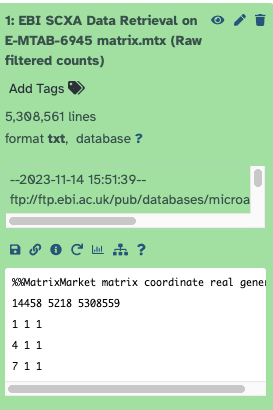 1: EBI SCXA Data Retrieval on
E-MTAB-6945 matrix.mtx (Raw
filtered counts)
Add Tags
5,308,561 lines
format txt, database ?
--2023-11-14 15:51:39--
ftp://ftp.ebi.ac.uk/pub/databases/microa
?
%%MatrixMarket matrix coordinate real gene
14458 5218 5308559
1 1 1
4 1 1
7 1 1